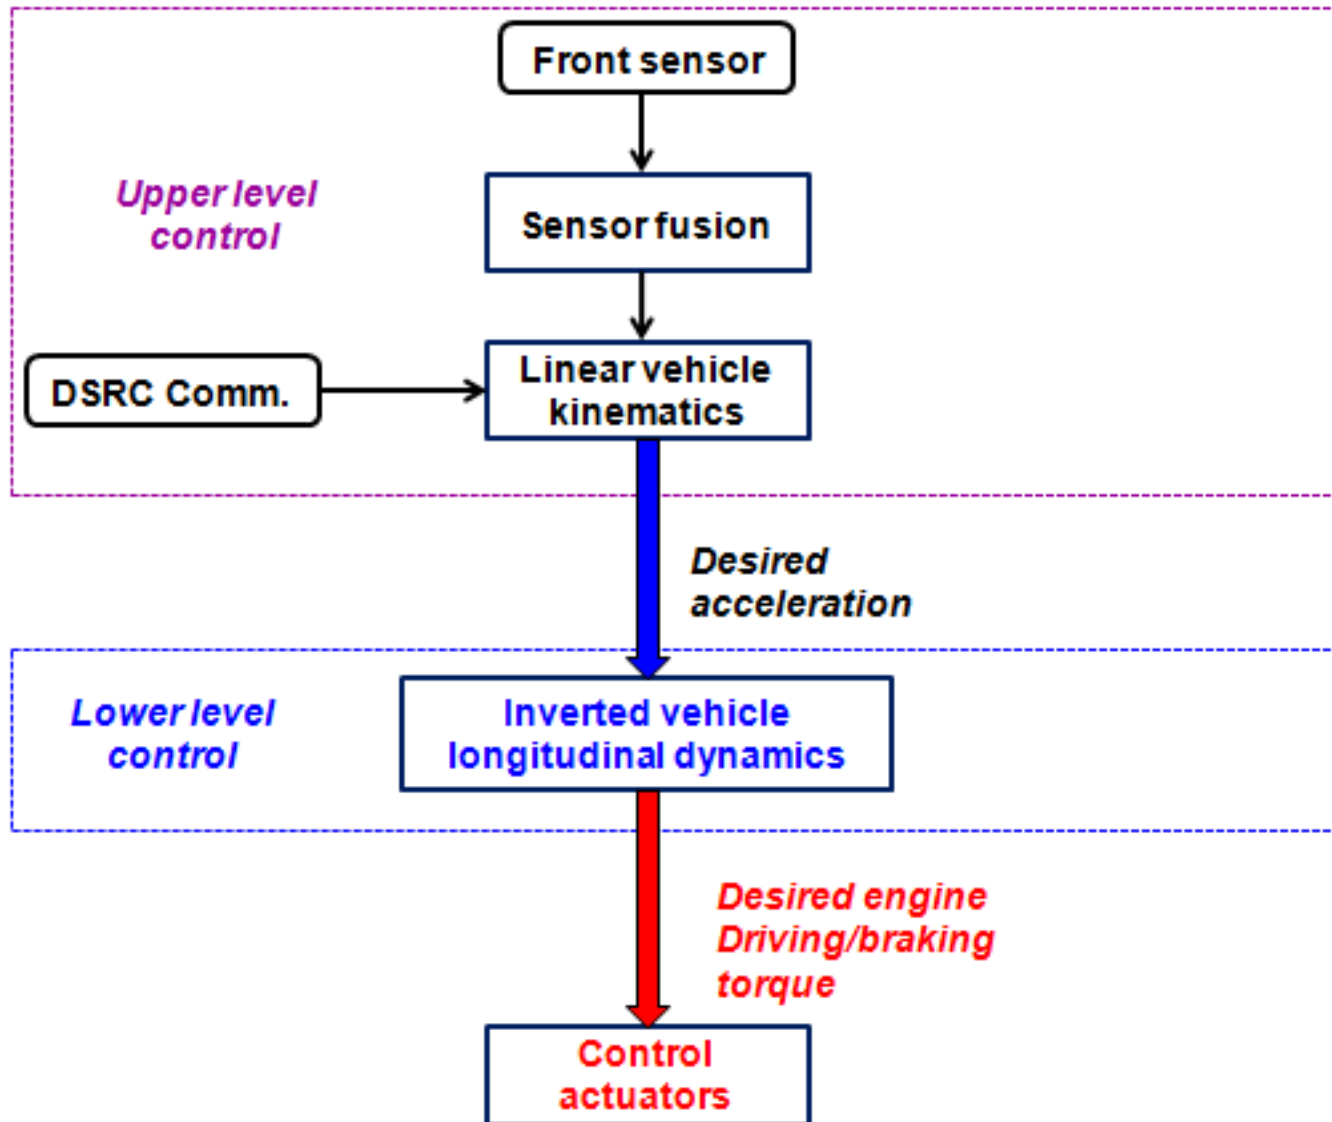 Front sensor
Upper level
control
Sensor fusion
DSRC Comm.
Linear vehicle
kinematics
Desired
acceleration
Lower level
control
Inverted vehicle
longitudinal dynamics
Desired engine
Driving/braking
torque
Control
actuators